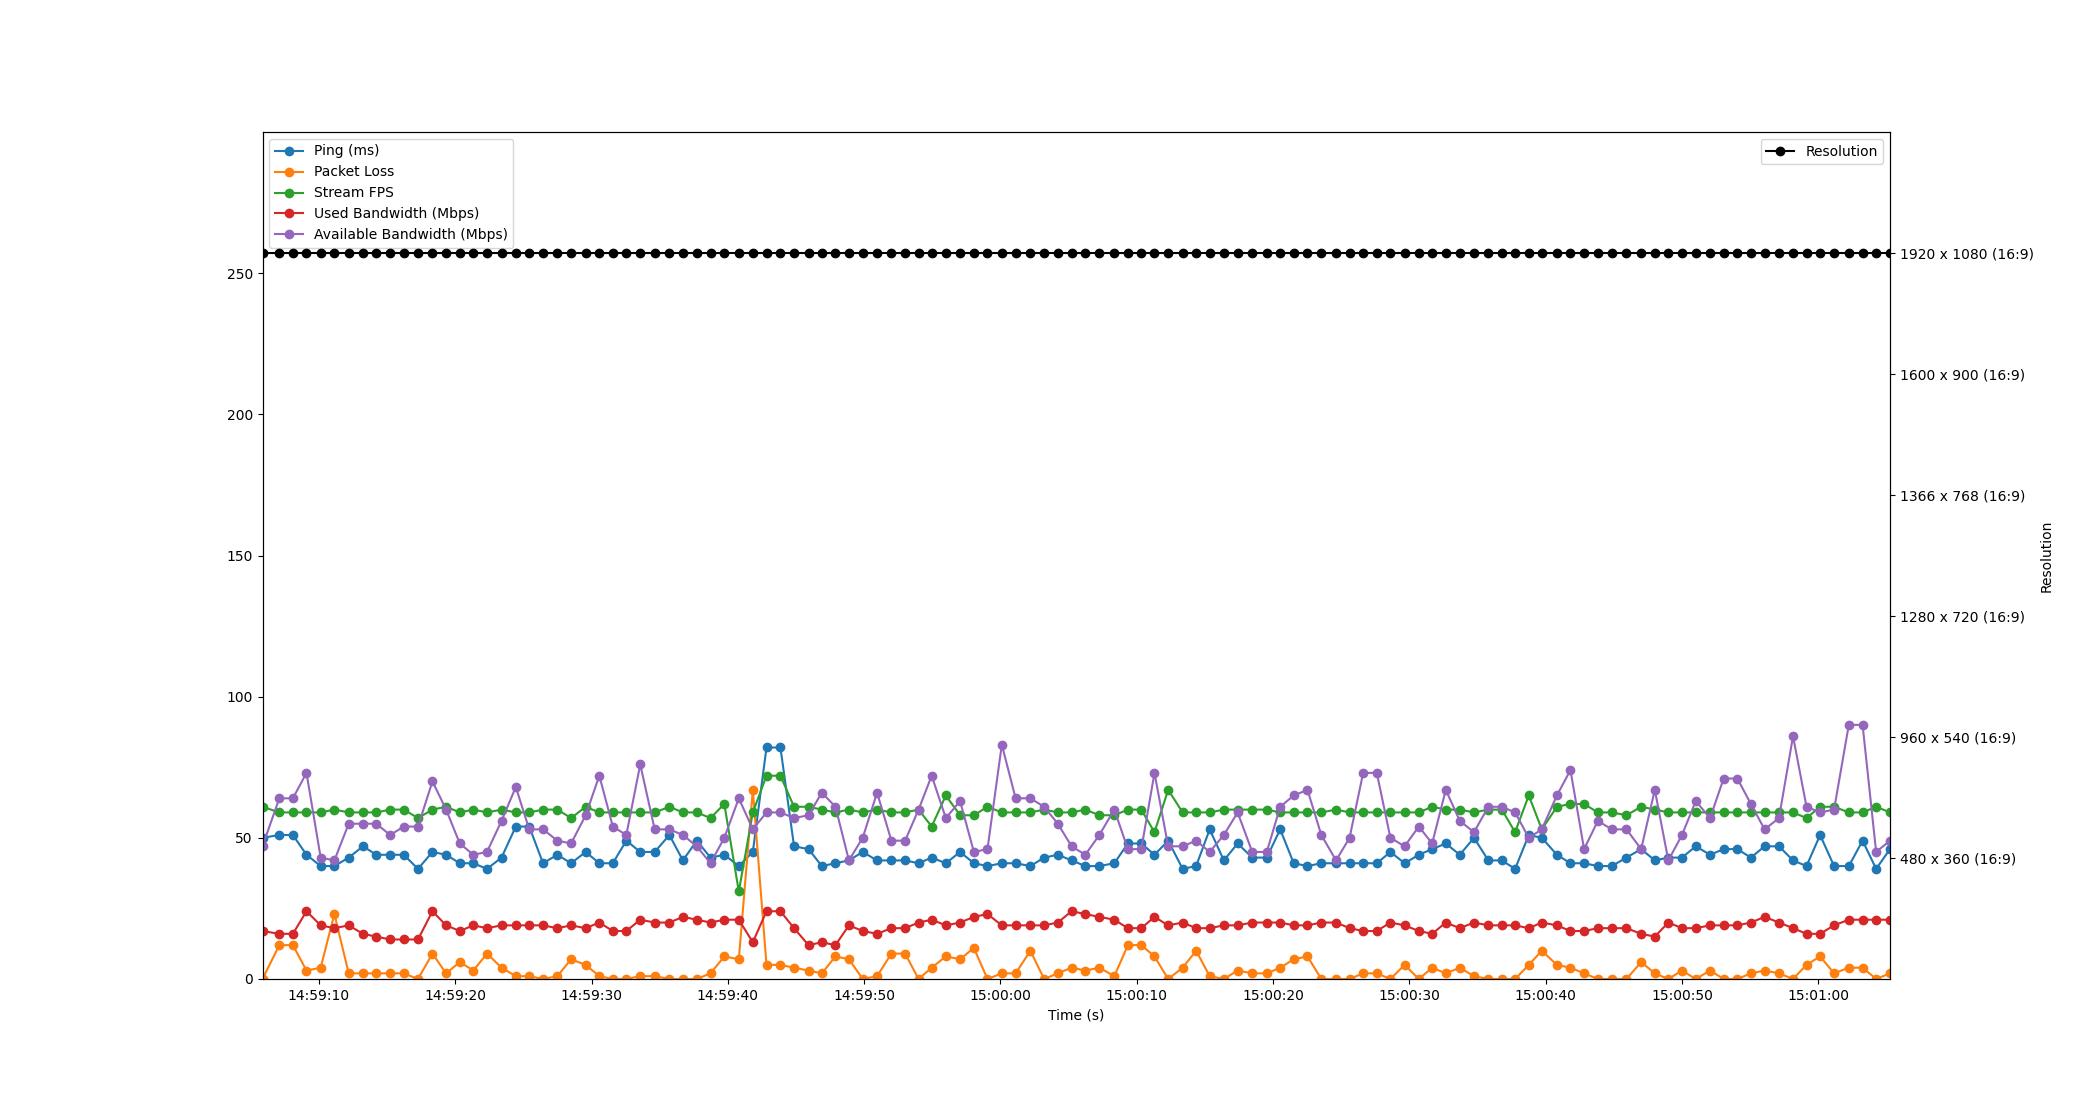 Ping (ms)
Packet Loss
Stream FPS
Used Bandwidth (Mbps)
Available Bandwidth (Mbps)
Resolution
250
200
150
100
50
0
1920 x 1080 (16:9)
1600 x 900 (16:9)
1366 x 768 (16:9)
1280 x 720 (16:9)
960 x 540 (16:9)
480 x 360 (16:9)
Resolution
14:59:10 14:59:20 14:59:30 14:59:40 14:59:50 15:00:00 15:00:10 15:00:20 15:00:30 15:00:40 15:00:50 15:01:00
Time (s)